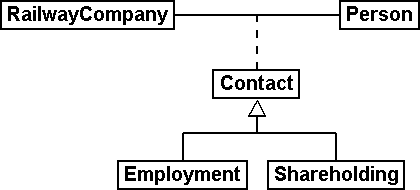 RailwayCompany
Person
Contact
Employment
Shareholding